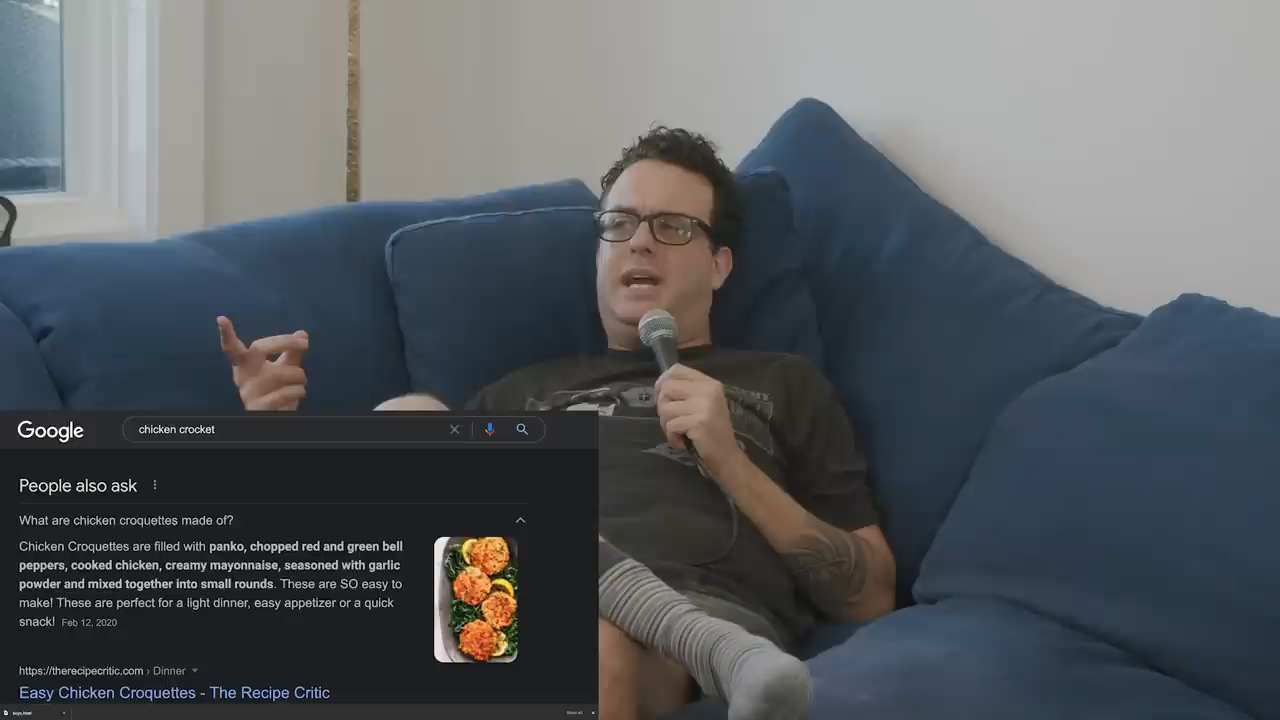 Google
chicken crocket
People also ask
What are chicken croquettes made of?
Chicken Croquettes are filled with panko, chopped red and green bell
peppers, cooked chicken, creamy mayonnaise, seasoned with garlic
powder and mixed together into small rounds. These are SO easy to
make! These are perfect for a light dinner, easy appetizer or a quick
snack! Feb 12, 2020
https://therecipecritic.com › Dinner
Easy Chicken Croquettes - The Recipe Critic
Show all